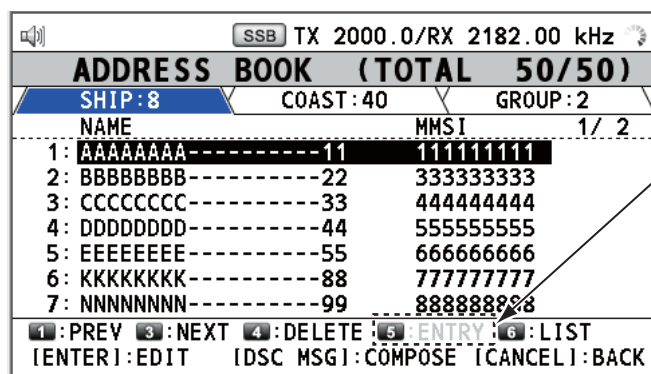 SSB TX 2000.0/RX 2182.00 kHz
ADDRESS BOOK (TOTAL 50/50)
SHIP:8 COAST:40 GROUP:2
NAME MMSI 1/ 2
1: AAAAAAAA----------11 111111111
2: BBBBBBBB----------22 333333333
3: CCCCCCCC----------33 444444444
4: DDDDDDDD----------44 555555555
5: EEEEEEEE----------55 666666666
6: KKKKKKKK----------88 777777777
7: NNNNNNNN----------99 888888888
1:PREV 3:NEXT 4:DELETE 5:ENTRY 6:LIST
[ENTER]:EDIT [DSC MSG]:COMPOSE [CANCEL]:BACK